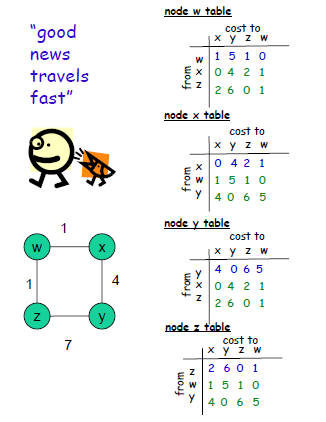 “good
news
travels
fast”
1
w x
1 4
z y
7
node w table
cost to
x y z w
from
w 1 5 1 0
x 0 4 2 1
z 2 6 0 1
node x table
cost to
x y z w
from
x 0 4 2 1
w 1 5 1 0
y 4 0 6 5
node y table
cost to
x y z w
from
y 4 0 6 5
x 0 4 2 1
z 2 6 0 1
node z table
cost to
x y z w
from
z 2 6 0 1
w 1 5 1 0
y 4 0 6 5